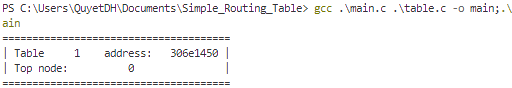 PS C:\Users\QuyetDH\Documents\Simple_Routing_Table> gcc .\main.c .\table.c -o main;.\
ain
=====================================
| Table     1    address:   306e1450 |
| Top node:          0               |
=====================================